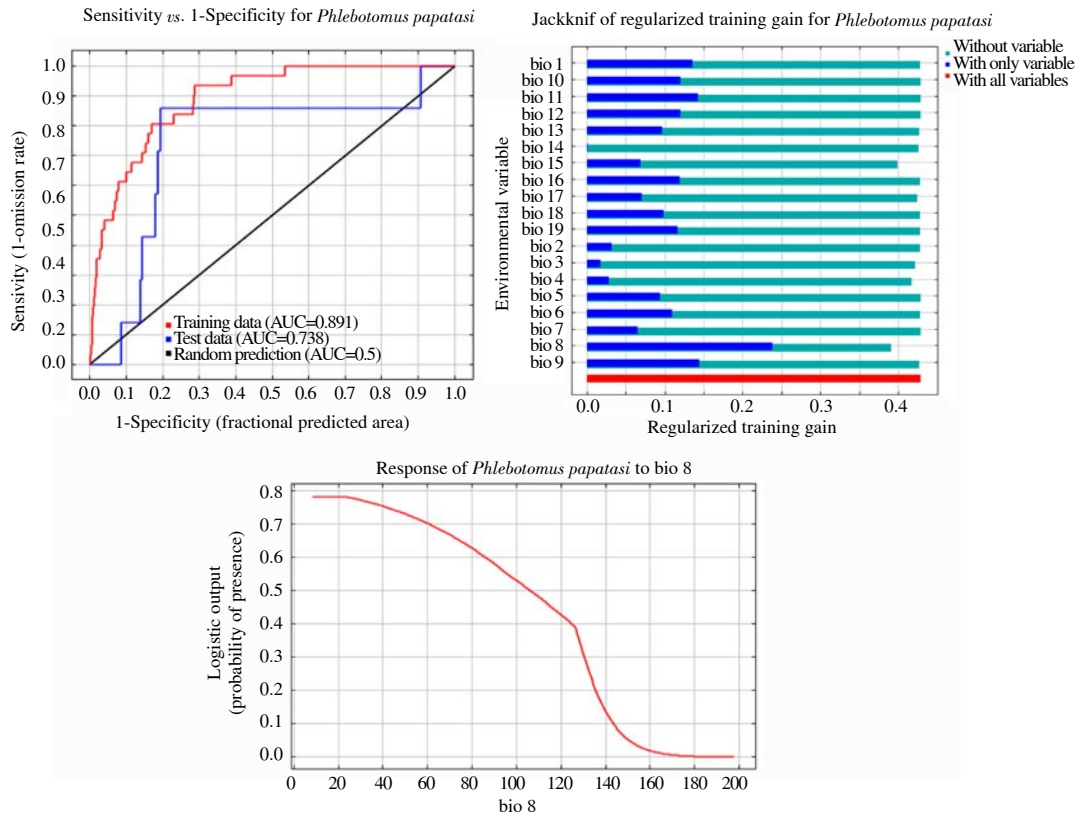 Sensitivity vs. 1-Specificity for Phlebotomus papatasi
1.0
0.9
0.8
0.7
0.6
0.5
0.4
0.3
0.2
0.0
Sensivity (1-omission rate)
Training data (AUC=0.891)
Test data (AUC=0.738)
Random prediction (AUC=0.5)
0.0 0.1 0.2 0.3 0.4 0.5 0.6 0.7 0.8 0.9 1.0
1-Specificity (fractional predicted area)
Jackknif of regularized training gain for Phlebotomus papatasi
Without variable
With only variable
With all variables
Environmental variable
bio 1
bio 10
bio 11
bio 12
bio 13
bio 14
bio 15
bio 16
bio 17
bio 18
bio 19
bio 2
bio 3
bio 4
bio 5
bio 6
bio 7
bio 8
bio 9
0.0 0.1 0.2 0.3 0.4
Regularized training gain
Response of Phlebotomus papatasi to bio 8
Logistic output
(probability of presence)
0.8
0.7
0.6
0.5
0.4
0.3
0.2
0.1
0.0
0 20 40 60 80 100 120 140 160 180 200
bio 8